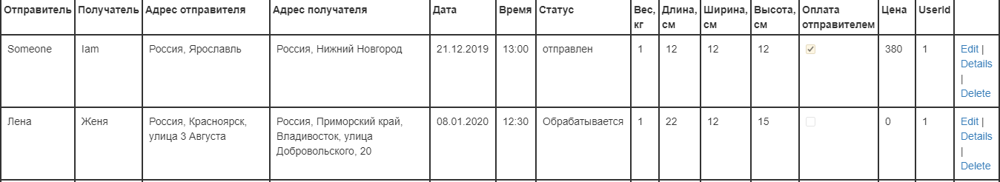 Отправитель Получатель Адрес отправителя Адрес получателя Дата Время Статус Вес, кг Длина, см Ширина, см Высота, см Оплата отправителем Цена UserId
Someone Iam Россия, Ярославль Россия, Нижний Новгород 21.12.2019 13:00 отправлен 1 12 12 12 380 1 Edit |
Details
|
Delete
Лена Женя Россия, Красноярск, Россия, Приморский край, 08.01.2020 12:30 Обрабатывается 1 22 12 15 0 1 Edit |
улица 3 Августа Владивосток, улица Details
Добровольского, 20 |
Delete